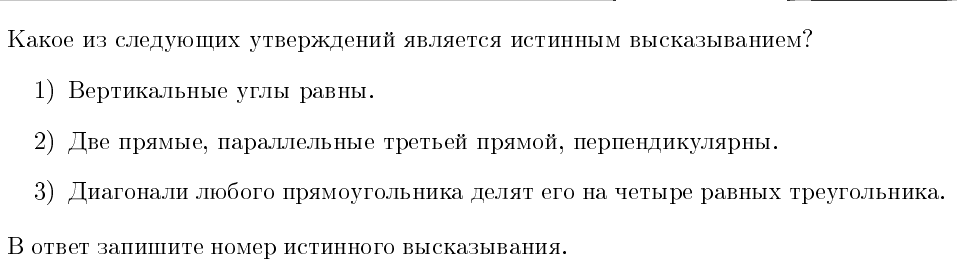 Какое из следующих утверждений является истинным высказыванием?
1) Вертикальные углы равны.
2) Две прямые, параллельные третьей прямой, перпендикулярны.
3) Диагонали любого прямоугольника делят его на четыре равных треугольника.
В ответ запишите номер истинного высказывания.